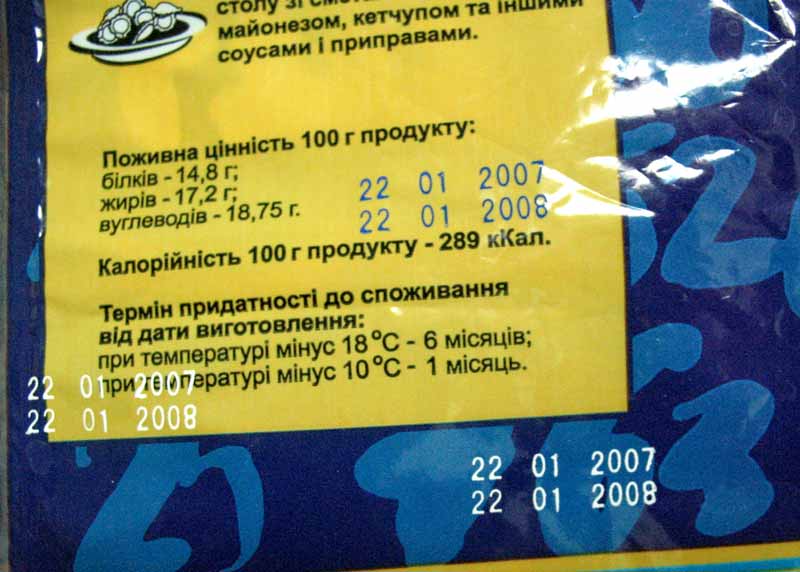 столу зі
майонезом, кетчупом та іншими
соусами і приправами.
Поживна цінність 100 г продукту:
білків - 14,8 г;
жирів - 17,2 г;
вуглеводів - 18,75 г.
22 01 2007
22 01 2008
Калорійність 100 г продукту - 289 кКал.
Термін придатності до споживання
від дати виготовлення:
при температурі мінус 18°С - 6 місяців;
при температурі мінус 10°С - 1 місяць.
22 01 2007
22 01 2008
22 01 2007
22 01 2008